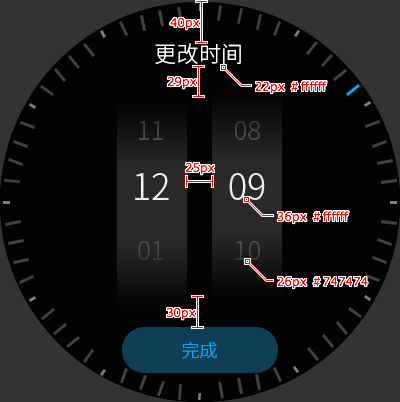 40px
更改时间
29px
22px #ffffff
11 08
25px
12 09
36px #ffffff
01 10
26px #747474
30px
完成